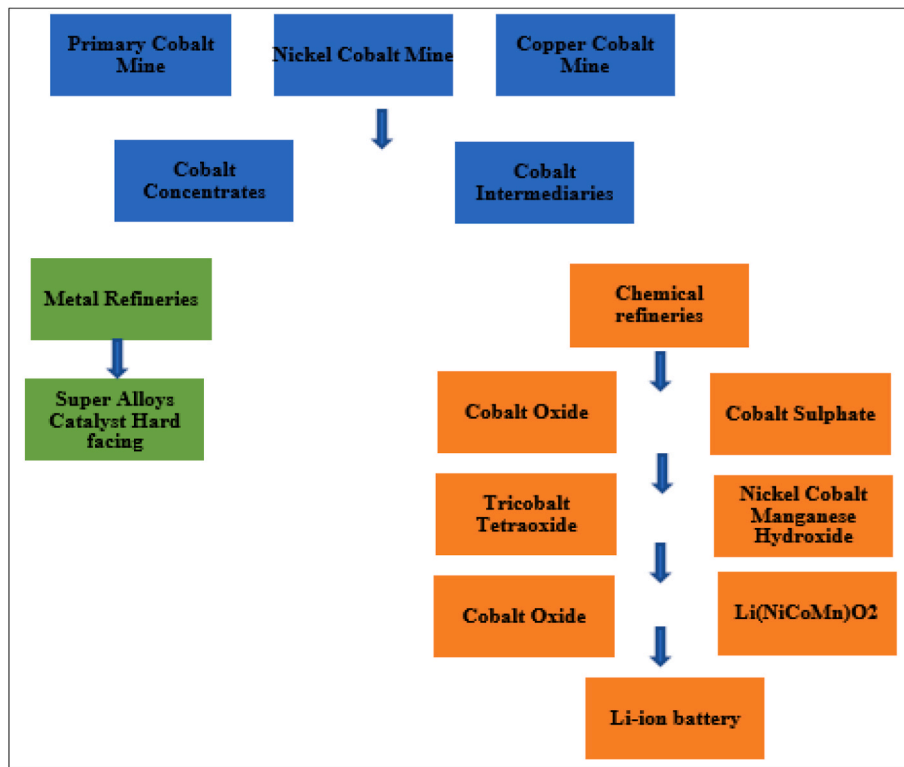 Primary Cobalt
Mine
Nickel Cobalt Mine
Copper Cobalt
Mine
Cobalt
Concentrates
Cobalt
Intermediaries
Metal Refineries
Chemical
refineries
Super Alloys
Catalyst Hard
facing
Cobalt Oxide
Cobalt Sulphate
Tricobalt
Tetraoxide
Nickel Cobalt
Manganese
Hydroxide
Cobalt Oxide
Li(NiCoMn)O2
Li-ion battery